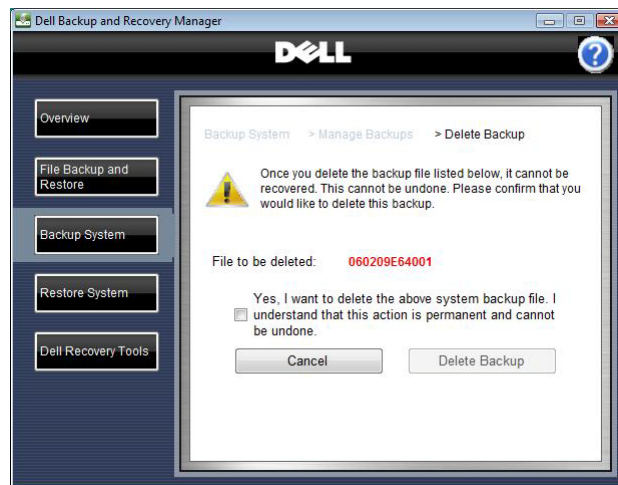 Dell Backup and Recovery Manager
DELL
?
Overview
File Backup and
Restore
Backup System
Restore System
Dell Recovery Tools
Backup System > Manage Backups > Delete Backup
Once you delete the backup file listed below, it cannot be
recovered. This cannot be undone. Please confirm that you
would like to delete this backup.
File to be deleted: 060209E64001
Yes, I want to delete the above system backup file. I
understand that this action is permanent and cannot
be undone.
Cancel Delete Backup